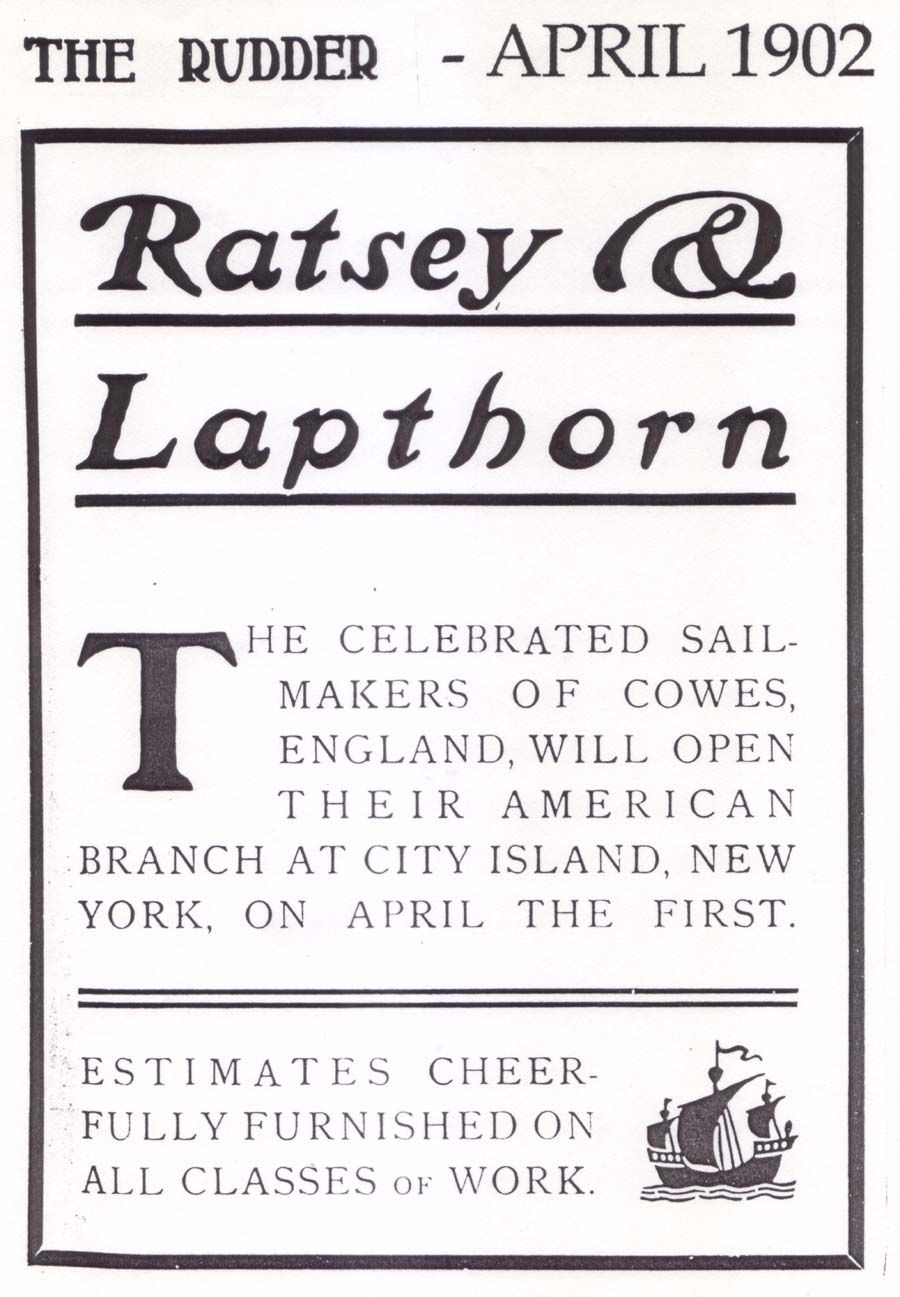 THE RUDDER - APRIL 1902
Ratsey &
Lapthorn
THE CELEBRATED SAIL-
MAKERS OF COWES,
ENGLAND, WILL OPEN
THEIR AMERICAN
BRANCH AT CITY ISLAND, NEW
YORK, ON APRIL THE FIRST.
ESTIMATES CHEER-
FULLY FURNISHED ON
ALL CLASSES OF WORK.